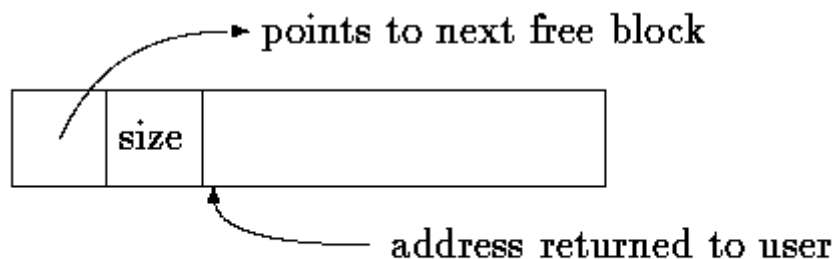 points to next free block
size
address returned to user